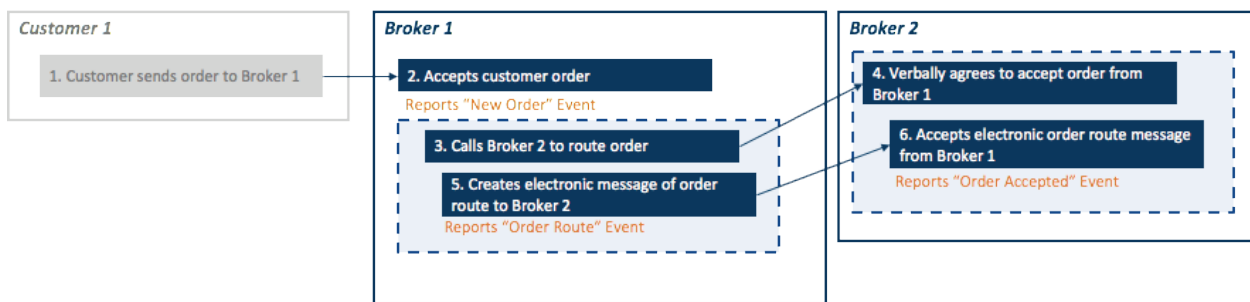 Customer 1
1. Customer sends order to Broker 1
Broker 1
2. Accepts customer order
Reports “New Order” Event
3. Calls Broker 2 to route order
5. Creates electronic message of order
route to Broker 2
Reports “Order Route” Event
Broker 2
4. Verbally agrees to accept order from
Broker 1
6. Accepts electronic order route message
from Broker 1
Reports “Order Accepted” Event